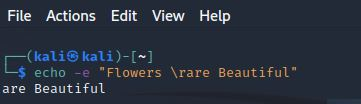 File Actions Edit View Help
┌──(kali㉿kali)-[~]
└─$ echo -e "Flowers \rare Beautiful"
are Beautiful